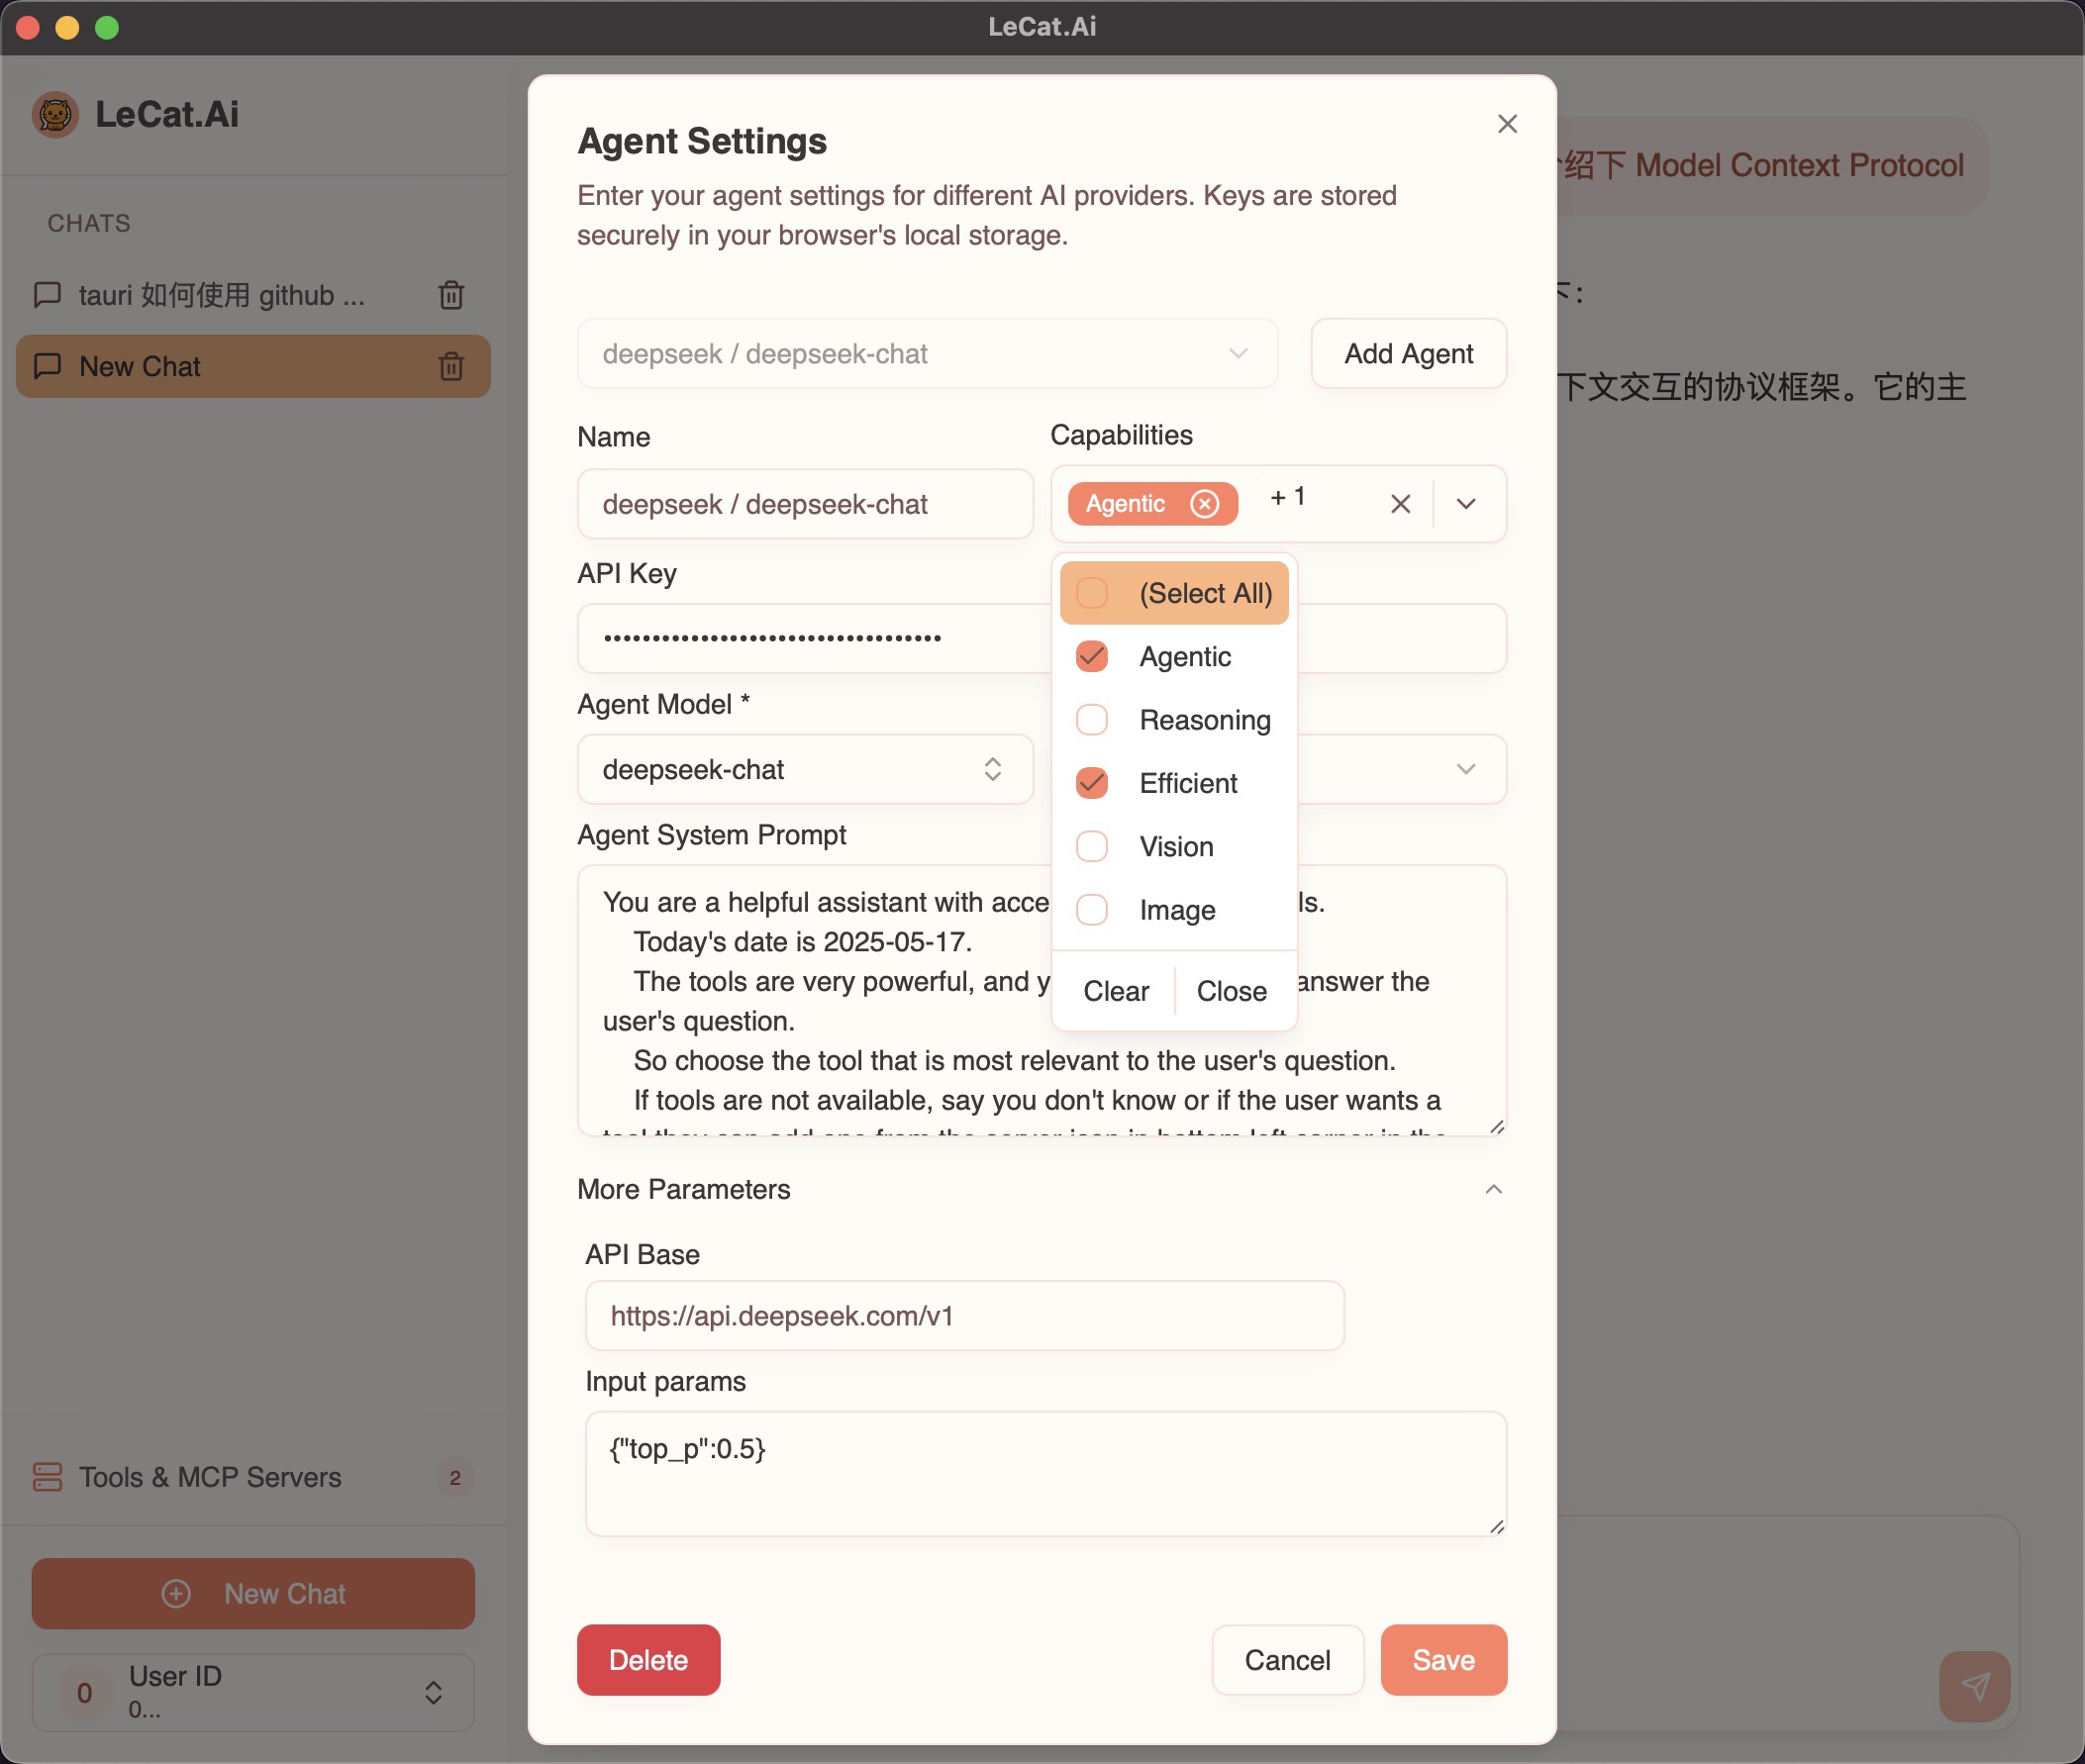 LeCat.Ai
LeCat.Ai
CHATS
tauri 如何使用 github ...
New Chat
Tools & MCP Servers
2
New Chat
0
User ID
0...
绍下 Model Context Protocol
下:
下文交互的协议框架。它的主
Agent Settings
Enter your agent settings for different AI providers. Keys are stored
securely in your browser's local storage.
deepseek / deepseek-chat
Add Agent
Name
Capabilities
deepseek / deepseek-chat
Agentic
+ 1
API Key
(Select All)
Agentic
Reasoning
Efficient
Vision
Image
Clear
Close
Agent Model *
deepseek-chat
Agent System Prompt
You are a helpful assistant with acce ls.
Today's date is 2025-05-17.
The tools are very powerful, and y answer the
user's question.
So choose the tool that is most relevant to the user's question.
If tools are not available, say you don't know or if the user wants a
More Parameters
API Base
https://api.deepseek.com/v1
Input params
{"top_p":0.5}
Delete
Cancel
Save